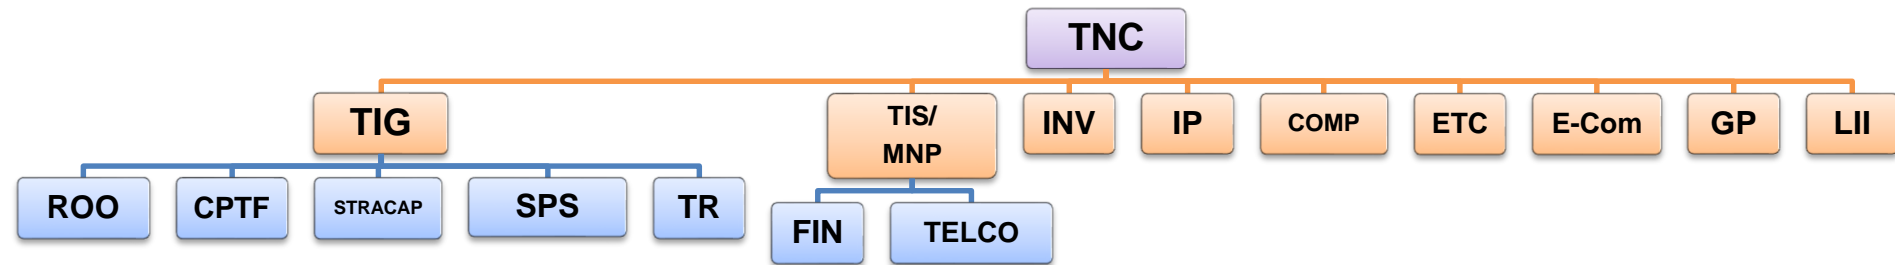 TNC
TIG
TIS/
MNP
INV
IP
COMP
ETC
E-Com
GP
LII
ROO
CPTF
STRACAP
SPS
TR
FIN
TELCO